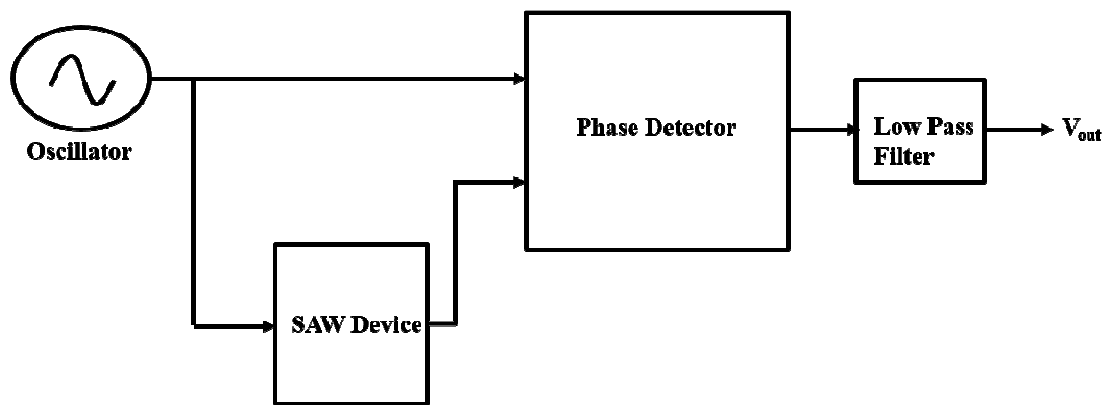 Oscillator
Phase Detector
Low Pass
Filter
Vout
SAW Device